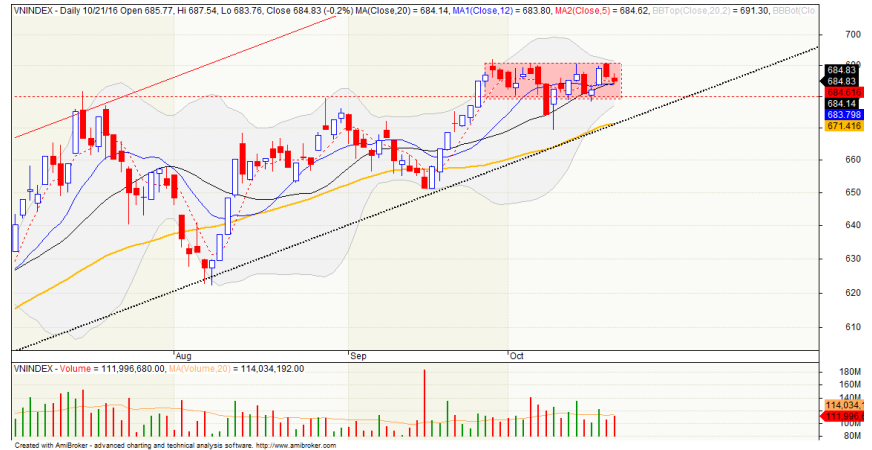 VNINDEX - Daily 10/21/16 Open 685.77, Hi 687.54, Lo 683.76, Close 684.83 (-0.2%) MA(Close,20) = 684.14, MA1(Close,12) = 683.80, MA2(Close,5) = 684.62, BBTop(Close,20,2) = 691.30, BBBot(Clo
700
684.83
684.83
684.616
684.14
683.798
671.416
660
650
640
630
620
610
Aug Sep Oct
VNINDEX - Volume = 111,996,680.00, MA(Volume,20) = 114,034,192.00
180M
160M
140M
114,034,1
111,996,6
80M
Created with AmiBroker - advanced charting and technical analysis software. http://www.amibroker.com